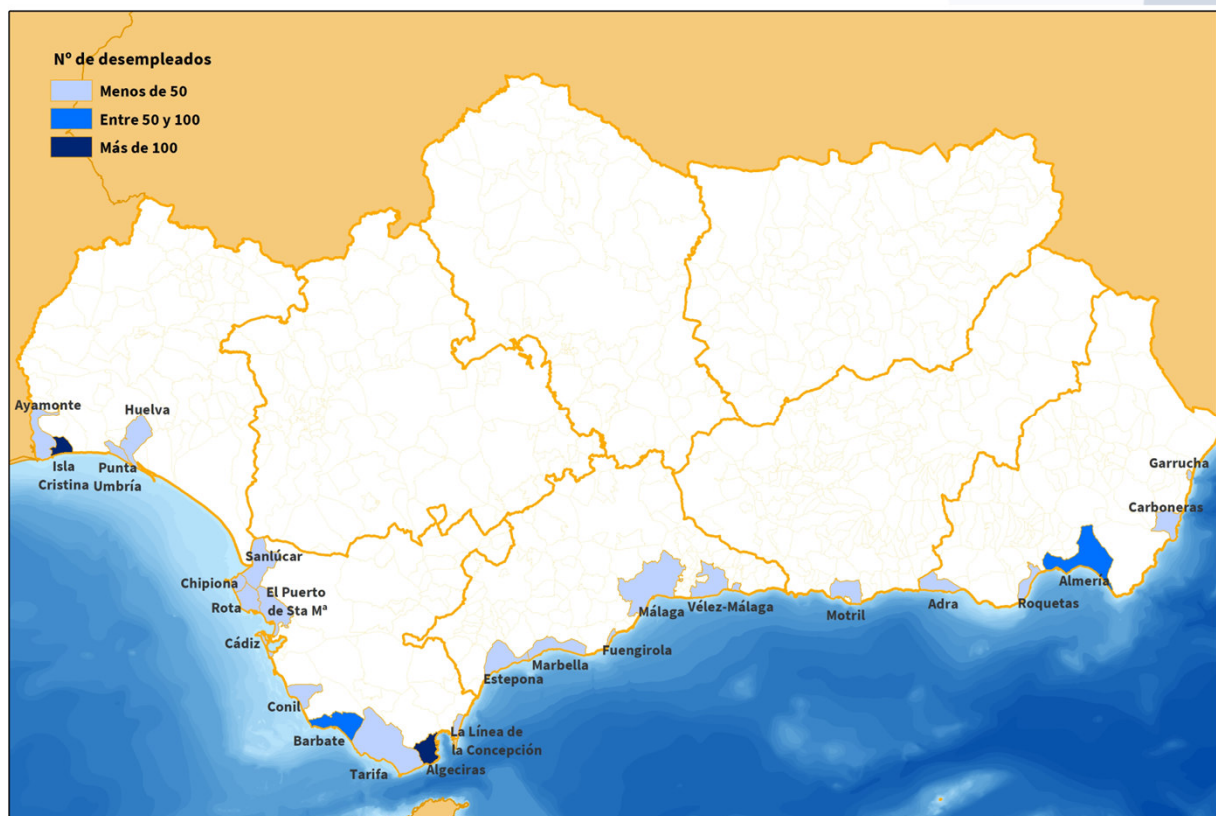 Nº de desempleados
Menos de 50
Entre 50 y 100
Más de 100
Ayamonte
Huelva
Isla
Cristina
Punta
Umbría
Garrucha
Carboneras
Sanlúcar
Chipiona
Rota
El Puerto
de Sta Mª
Cádiz
Almería
Roquetas
Adra
Motril
Vélez-Málaga
Málaga
Fuengirola
Marbella
Estepona
Conil
Barbate
La Línea de
la Concepción
Tarifa
Algeciras